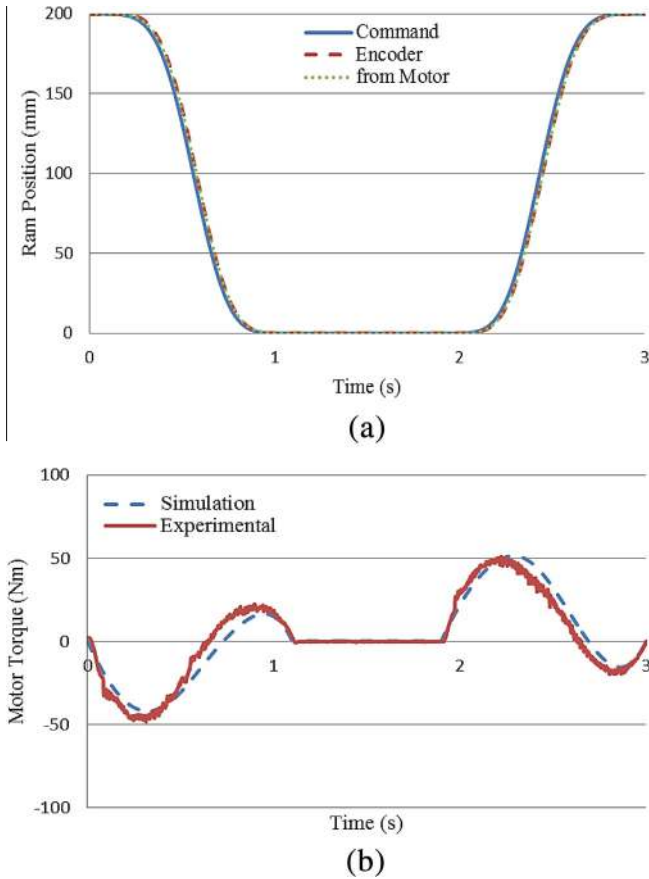 200
150
100
50
0
Ram Position (mm)
Command
Encoder
from Motor
0 1 2 3
Time (s)
(a)
100
50
0
-50
-100
Motor Torque (Nm)
Simulation
Experimental
0 1 2 3
Time (s)
(b)